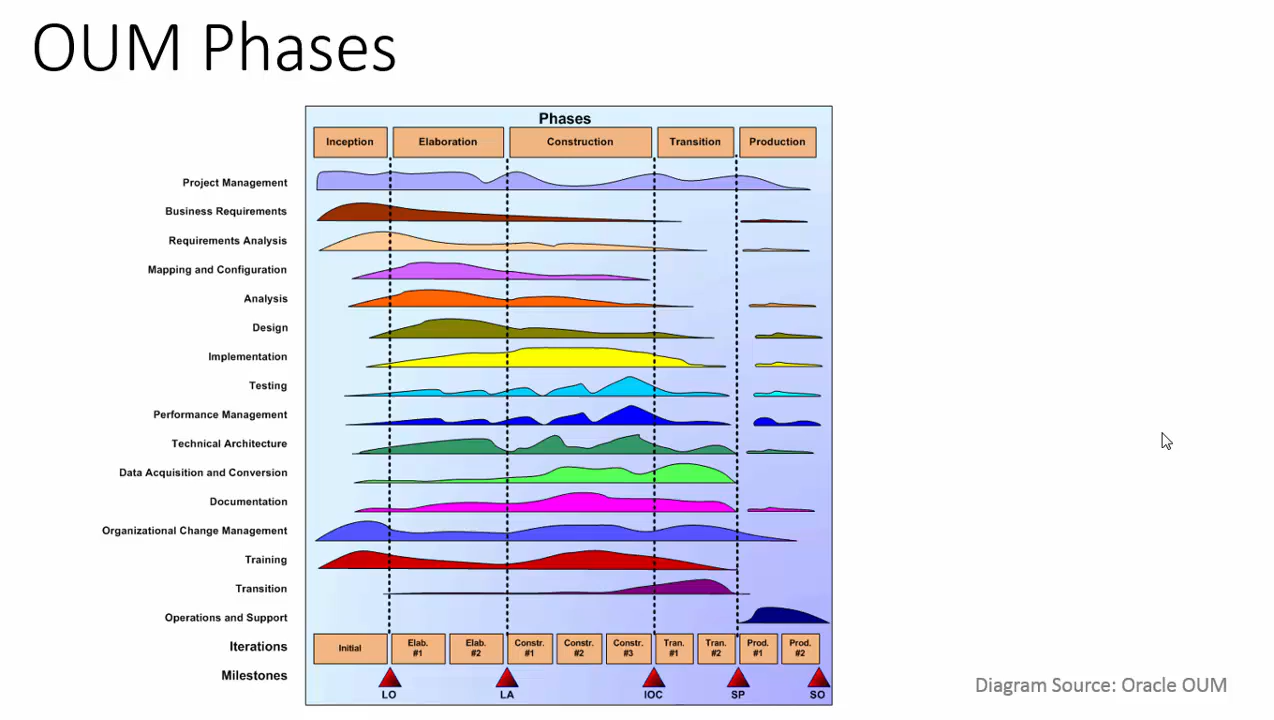 OUM Phases
Phases
Inception Elaboration Construction Transition Production
Project Management
Business Requirements
Requirements Analysis
Mapping and Configuration
Analysis
Design
Implementation
Testing
Performance Management
Technical Architecture
Data Acquisition and Conversion
Documentation
Organizational Change Management
Training
Transition
Operations and Support
Iterations
Initial
Elab.
#1
Elab.
#2
Constr.
#1
Constr.
#2
Constr.
#3
Tran.
#1
Tran.
#2
Prod.
#1
Prod.
#2
Milestones
LO LA IOC SP SO
Diagram Source: Oracle OUM